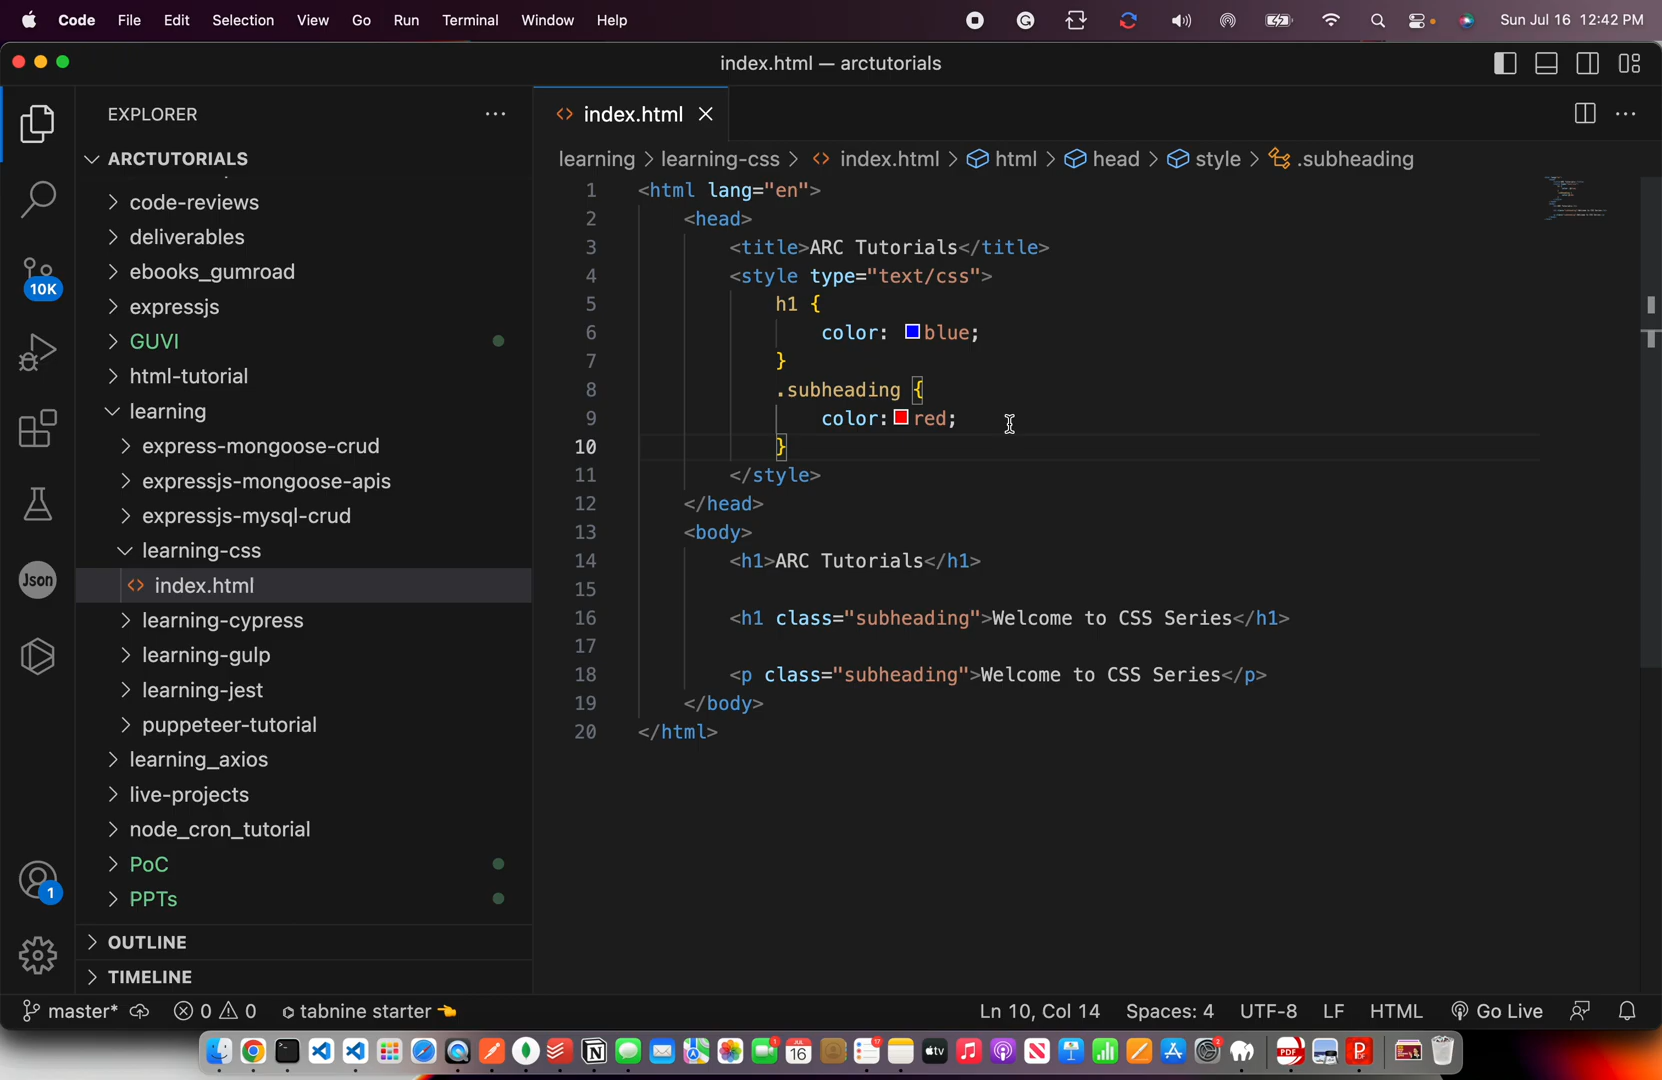 Code File Edit Selection View Go Run Terminal Window Help Sun Jul 16 12:42 PM
index.html — arctutorials
EXPLORER
ARCTUTORIALS
code-reviews
deliverables
ebooks_gumroad
expressjs
GUVI
html-tutorial
learning
express-mongoose-crud
expressjs-mongoose-apis
expressjs-mysql-crud
learning-css
index.html
learning-cypress
learning-gulp
learning-jest
puppeteer-tutorial
learning_axios
live-projects
node_cron_tutorial
PoC
PPTs
OUTLINE
TIMELINE
10K
Json
1
index.html
learning > learning-css > index.html > html > head > style > .subheading
1 <html lang="en">
2 <head>
3 <title>ARC Tutorials</title>
4 <style type="text/css">
5 h1 {
6 color: blue;
7 }
8 .subheading {
9 color:red;
10 }
11 </style>
12 </head>
13 <body>
14 <h1>ARC Tutorials</h1>
15
16 <h1 class="subheading">Welcome to CSS Series</h1>
17
18 <p class="subheading">Welcome to CSS Series</p>
19 </body>
20 </html>
master* 0 0 tabnine starter Ln 10, Col 14 Spaces: 4 UTF-8 LF HTML Go Live